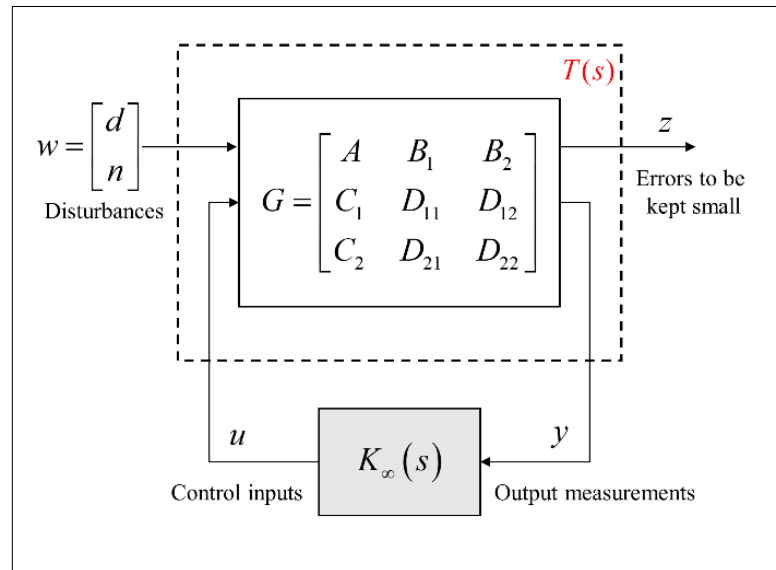 T(s)
w = [d n]
Disturbances
G = [A B₁ B₂
C₁ D₁₁ D₁₂
C₂ D₂₁ D₂₂]
z
Errors to be
kept small
u
Control inputs
K∞(s)
y
Output measurements